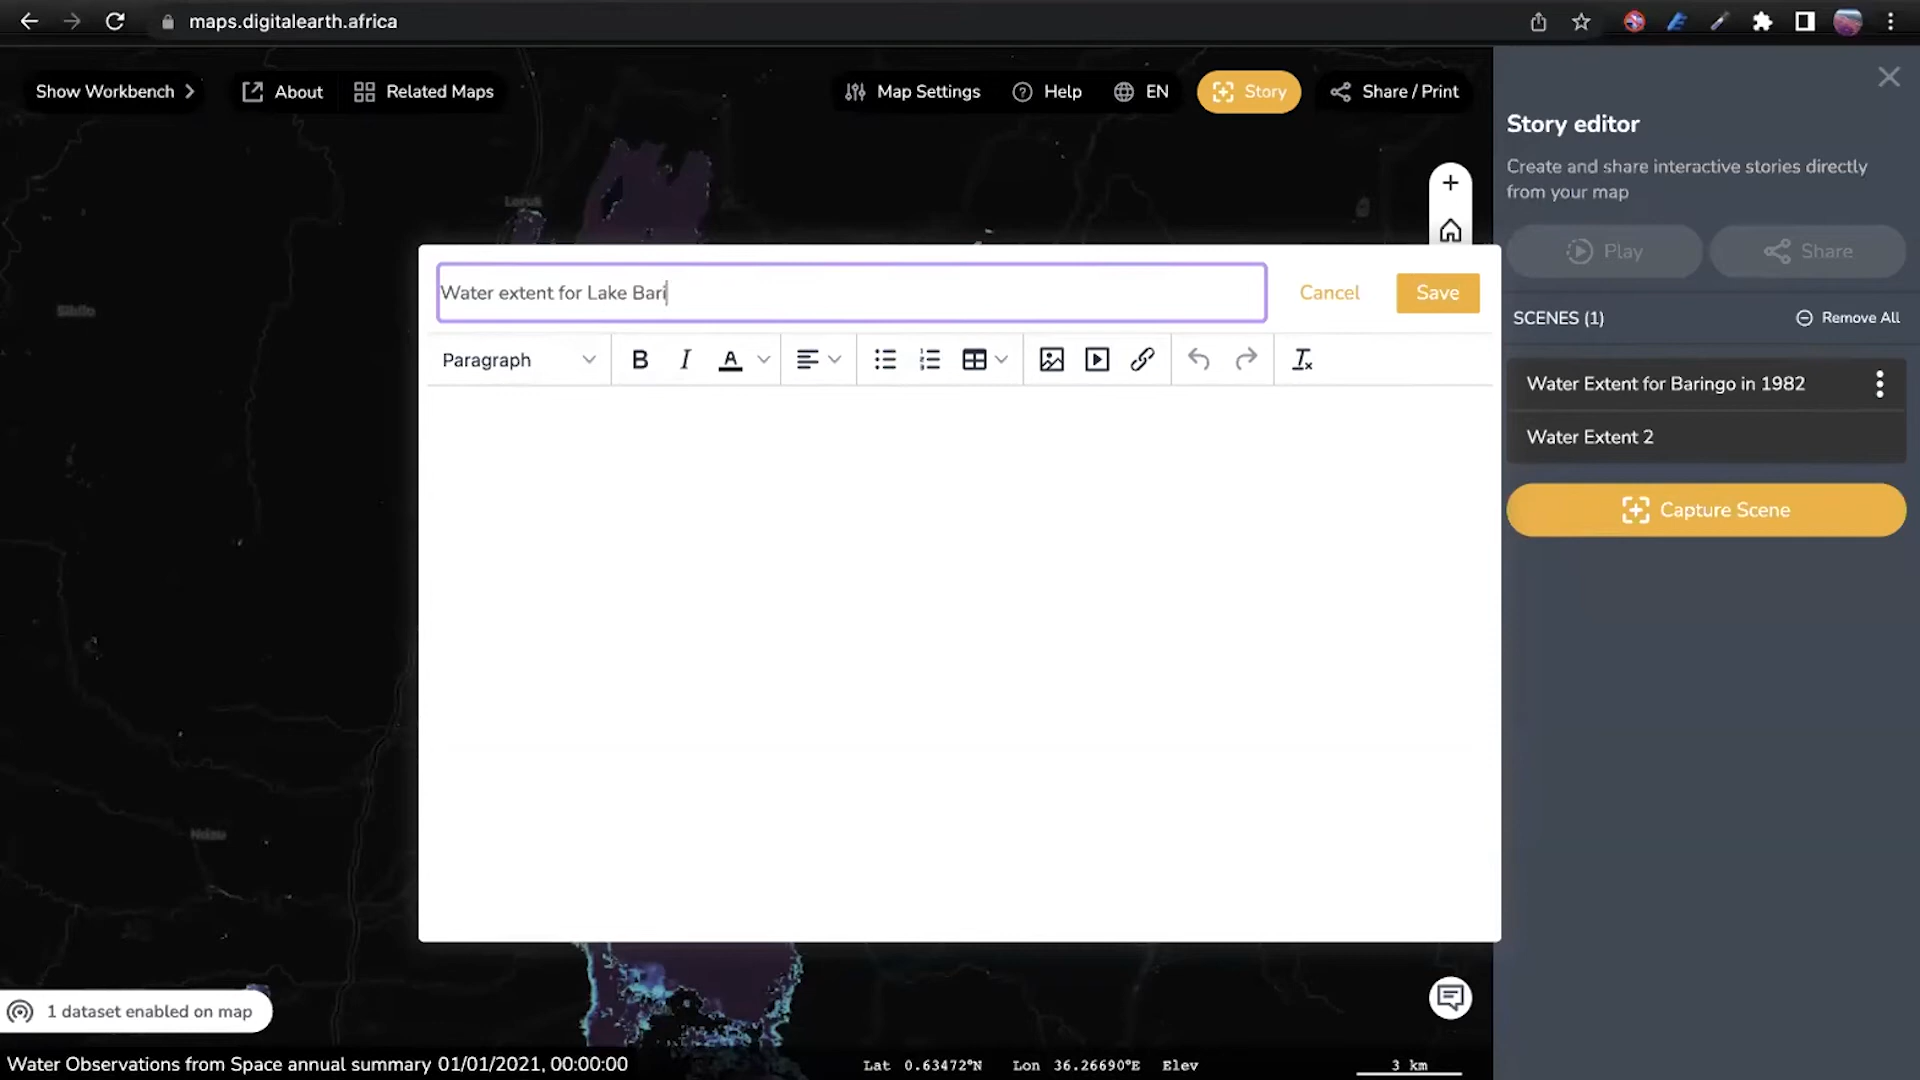 maps.digitalearth.africa
Show Workbench
About
Related Maps
Map Settings
Help
EN
Story
Share / Print
Story editor
Create and share interactive stories directly
from your map
Play
Share
SCENES (1)
Remove All
Water Extent for Baringo in 1982
Water Extent 2
Capture Scene
Loruk
Water extent for Lake Bari
Cancel
Save
Paragraph
B
I
A
1 dataset enabled on map
Water Observations from Space annual summary 01/01/2021, 00:00:00
Lat 0.63472°N Lon 36.26690°E Elev
3 km